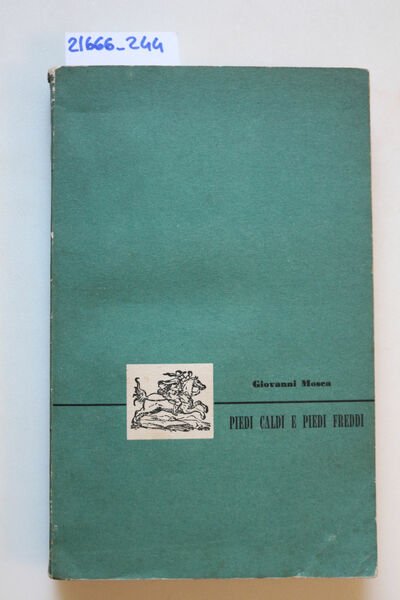 21666_244
Giovanni Mosca
PIEDI CALDI E PIEDI FREDDI